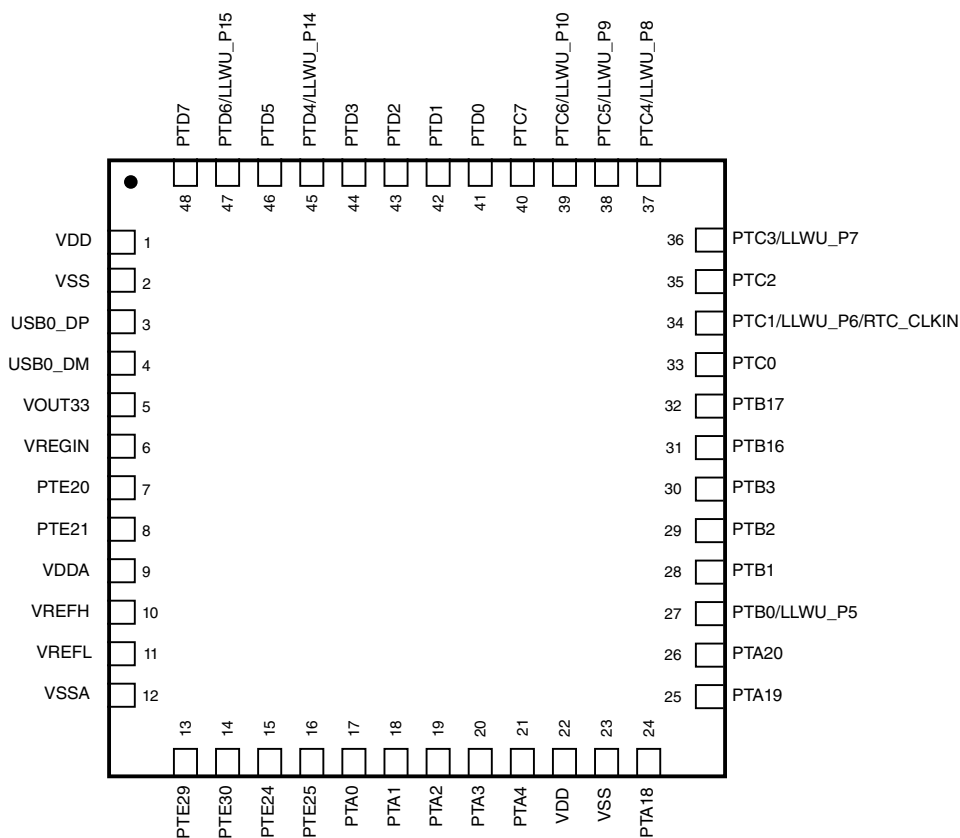 PTD7
PTD6/LLWU_P15
PTD5
PTD4/LLWU_P14
PTD3
PTD2
PTD1
PTD0
PTC7
PTC6/LLWU_P10
PTC5/LLWU_P9
PTC4/LLWU_P8
48
47
46
45
44
43
42
41
40
39
38
37
VDD 1 36 PTC3/LLWU_P7
VSS 2 35 PTC2
USB0_DP 3 34 PTC1/LLWU_P6/RTC_CLKIN
USB0_DM 4 33 PTC0
VOUT33 5 32 PTB17
VREGIN 6 31 PTB16
PTE20 7 30 PTB3
PTE21 8 29 PTB2
VDDA 9 28 PTB1
VREFH 10 27 PTB0/LLWU_P5
VREFL 11 26 PTA20
VSSA 12 25 PTA19
13
14
15
16
17
18
19
20
21
22
23
24
PTE29
PTE30
PTE24
PTE25
PTA0
PTA1
PTA2
PTA3
PTA4
VDD
VSS
PTA18